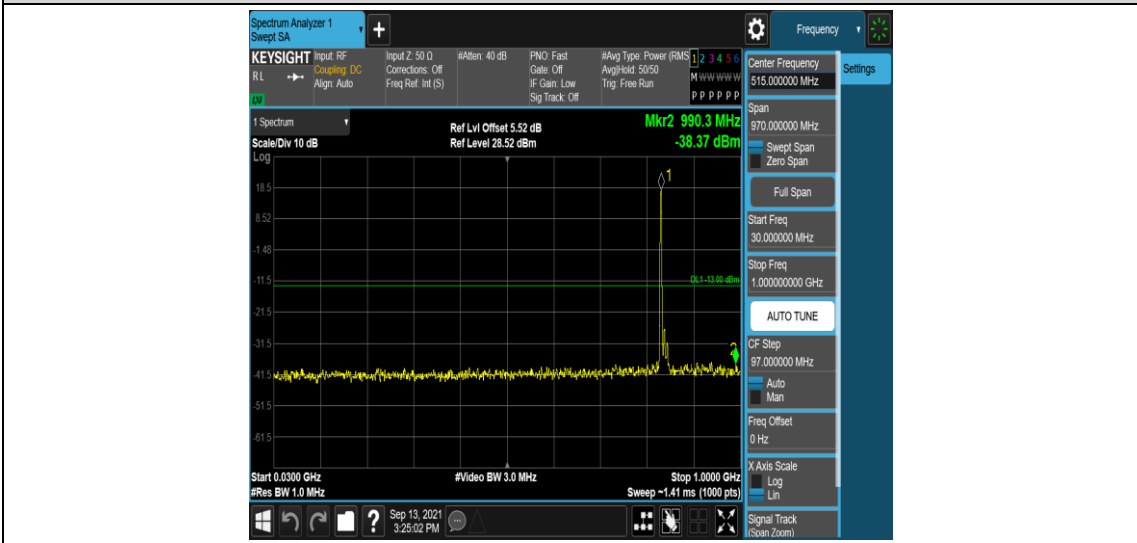 Spectrum Analyzer 1
Swept SA
+
Frequency
KEYSIGHT
RL
LXI
Input: RF
Coupling: DC
Align: Auto
Input Z: 50 Ω
Corrections: Off
Freq Ref: Int (S)
#Atten: 40 dB
PNO: Fast
Gate: Off
IF Gain: Low
Sig Track: Off
#Avg Type: Power (RMS
Avg|Hold: 50/50
Trig: Free Run
1 2 3 4 5 6
M W W W W W
P P P P P P
1 Spectrum
Scale/Div 10 dB
Log
Ref Lvl Offset 5.52 dB
Ref Level 28.52 dBm
Mkr2 990.3 MHz
-38.37 dBm
1
18.5
8.52
-1.48
-11.5
DL1 -13.00 dBm
-21.5
-31.5
2
-41.5
-51.5
-61.5
Start 0.0300 GHz
#Res BW 1.0 MHz
#Video BW 3.0 MHz
Stop 1.0000 GHz
Sweep ~1.41 ms (1000 pts)
Center Frequency
515.000000 MHz
Settings
Span
970.000000 MHz
Swept Span
Zero Span
Full Span
Start Freq
30.000000 MHz
Stop Freq
1.000000000 GHz
AUTO TUNE
CF Step
97.000000 MHz
Auto
Man
Freq Offset
0 Hz
X Axis Scale
Log
Lin
Signal Track
(Span Zoom)
?
Sep 13, 2021
3:25:02 PM